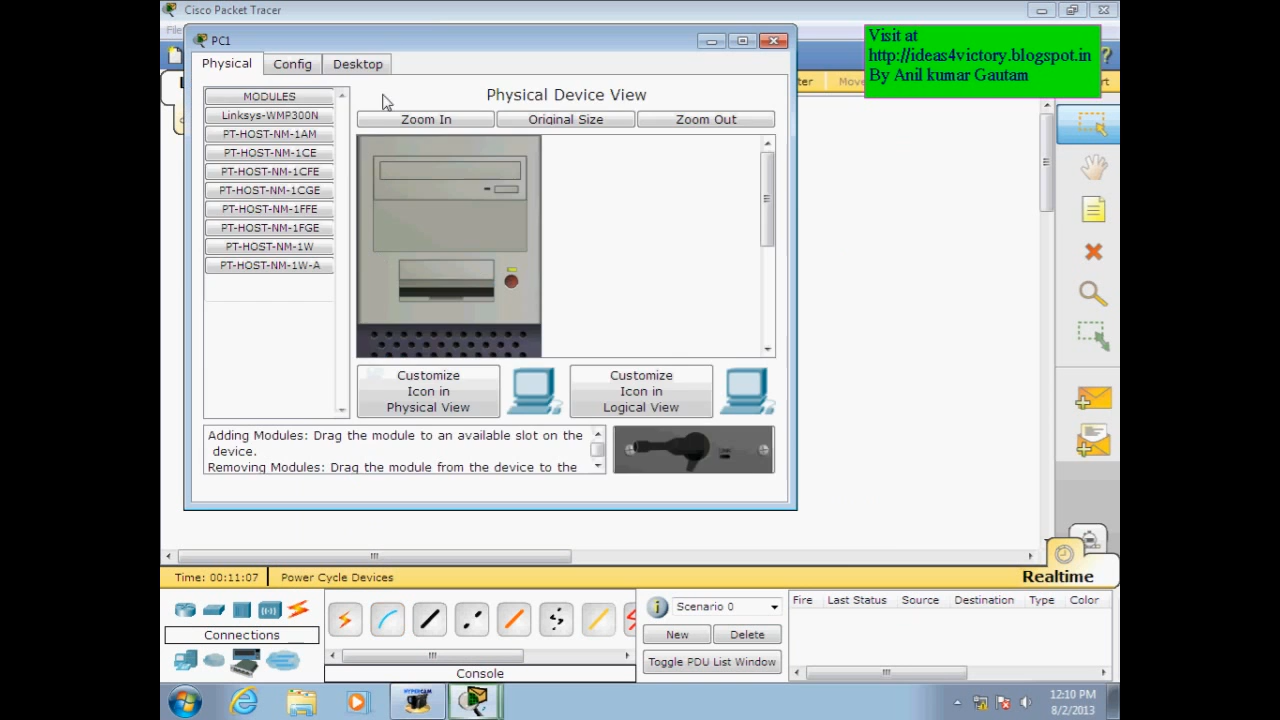 Cisco Packet Tracer
File
PC1
Visit at
http://ideas4victory.blogspot.in
By Anil kumar Gautam
Physical
Config
Desktop
MODULES
Linksys-WMP300N
PT-HOST-NM-1AM
PT-HOST-NM-1CE
PT-HOST-NM-1CFE
PT-HOST-NM-1CGE
PT-HOST-NM-1FFE
PT-HOST-NM-1FGE
PT-HOST-NM-1W
PT-HOST-NM-1W-A
Physical Device View
Zoom In
Original Size
Zoom Out
Customize
Icon in
Physical View
Customize
Icon in
Logical View
Adding Modules: Drag the module to an available slot on the
device.
Removing Modules: Drag the module from the device to the
Time: 00:11:07
Power Cycle Devices
Realtime
Connections
Console
Scenario 0
New
Delete
Toggle PDU List Window
Fire Last Status Source Destination Type Color
12:10 PM
8/2/2013